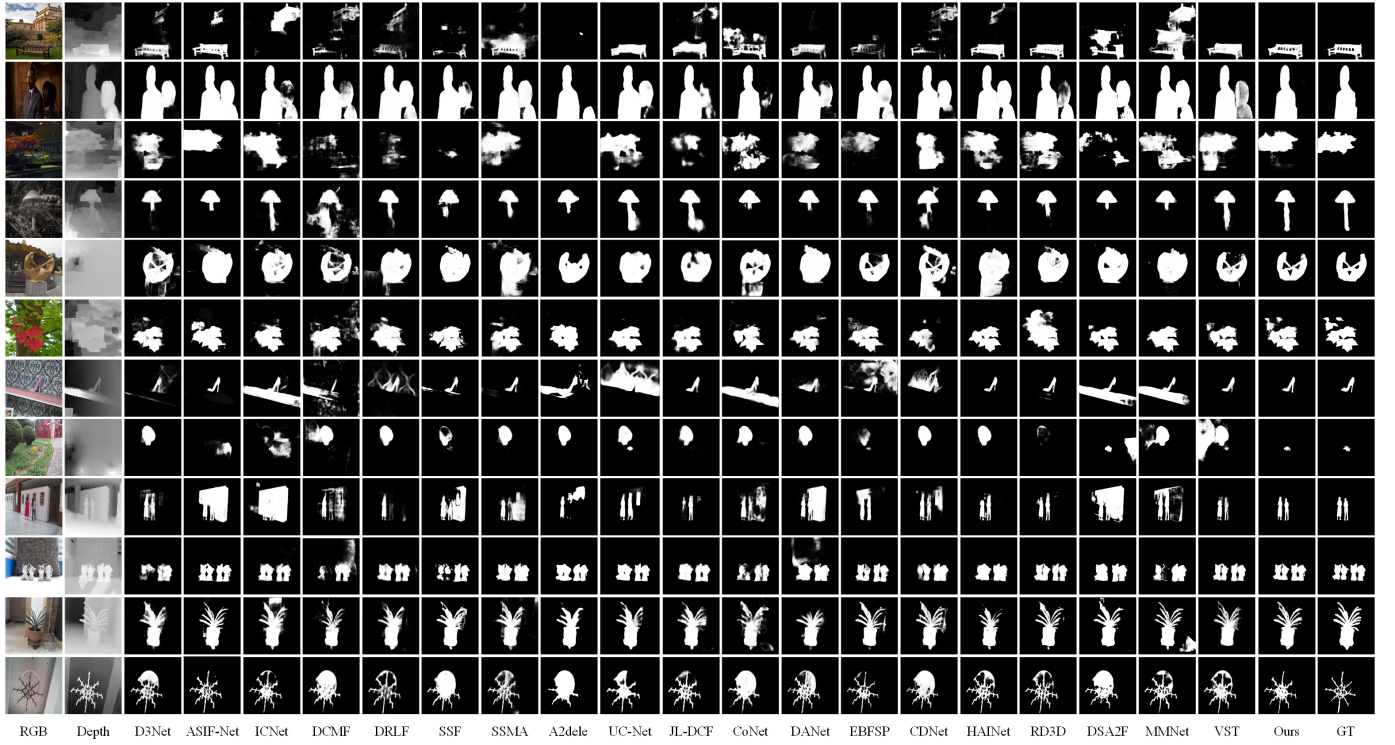 RGB Depth D3Net ASIF-Net ICNet DCMF DRLF SSF SSMA A2dele UC-Net JL-DCF CoNet DANet EBFSP CDNet HAINet RD3D DSA2F MMNet VST Ours GT